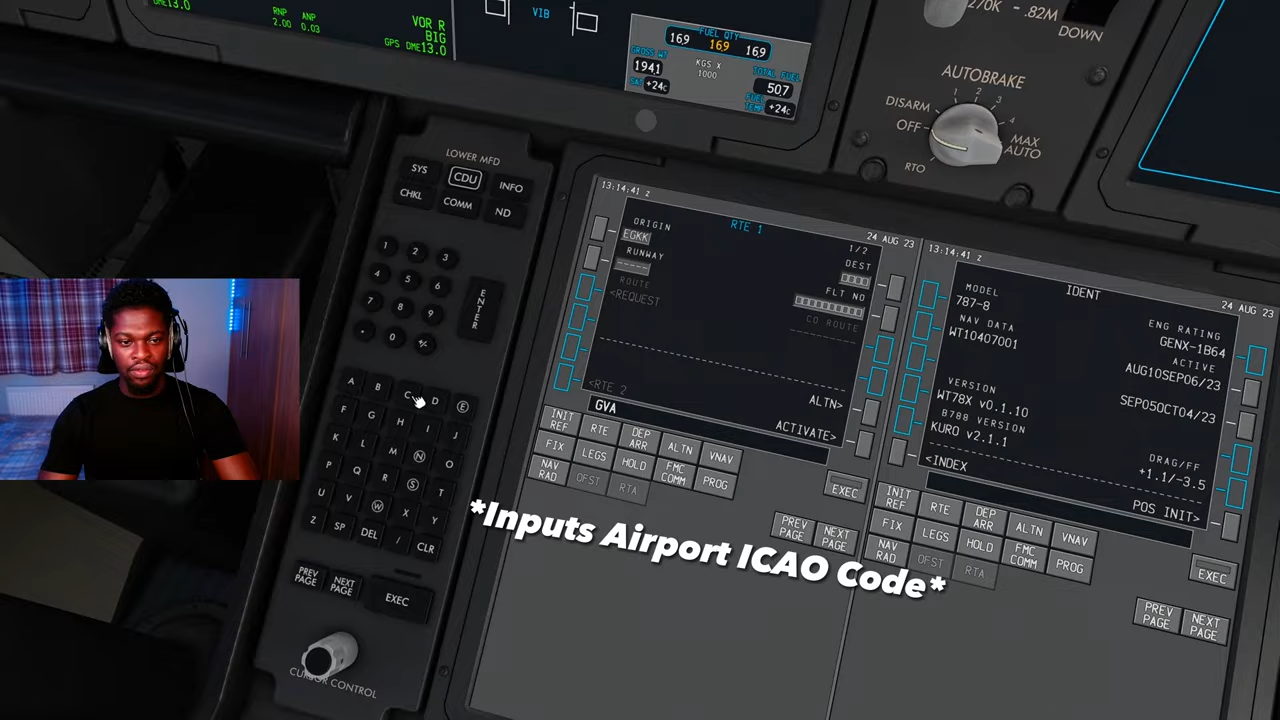 DME13.0
RNP ANP
2.00 0.03
VOR R
BIG
GPS DME13.0
VIB
FUEL QTY
169 169 169
GROSS WT
194.1
KGS X
1000
TOTAL FUEL
50.7
SAT +24c
FUEL
TEMP +24c
270K - .82M
DOWN
AUTOBRAKE
DISARM 1 2 3 4
OFF
MAX
AUTO
RTO
LOWER MFD
SYS CDU INFO
CHKL COMM ND
1 2 3
4 5 6
7 8 9
. 0 +/-
ENTER
A B C D E
F G H I J
K L M N O
P Q R S T
U V W X Y
Z SP DEL / CLR
PREV
PAGE
NEXT
PAGE
EXEC
CURSOR CONTROL
13:14:41 z
24 AUG 23
RTE 1
1/2
ORIGIN
EGKK
DEST
RUNWAY
-----
FLT NO
ROUTE
<REQUEST
CO ROUTE
----------
<RTE 2
ALTN>
ACTIVATE>
GVA
INIT
REF
RTE
DEP
ARR
ALTN
VNAV
FIX
LEGS
HOLD
FMC
COMM
PROG
NAV
RAD
OFST
RTA
EXEC
PREV
PAGE
NEXT
PAGE
13:14:41 z
24 AUG 23
IDENT
MODEL
787-8
ENG RATING
GENX-1B64
NAV DATA
WT10407001
ACTIVE
AUG10SEP06/23
SEP05OCT04/23
VERSION
WT78X v0.1.10
B788 VERSION
KURO v2.1.1
DRAG/FF
+1.1/-3.5
<INDEX
POS INIT>
INIT
REF
RTE
DEP
ARR
ALTN
VNAV
FIX
LEGS
HOLD
FMC
COMM
PROG
NAV
RAD
OFST
RTA
EXEC
PREV
PAGE
NEXT
PAGE
*Inputs Airport ICAO Code*